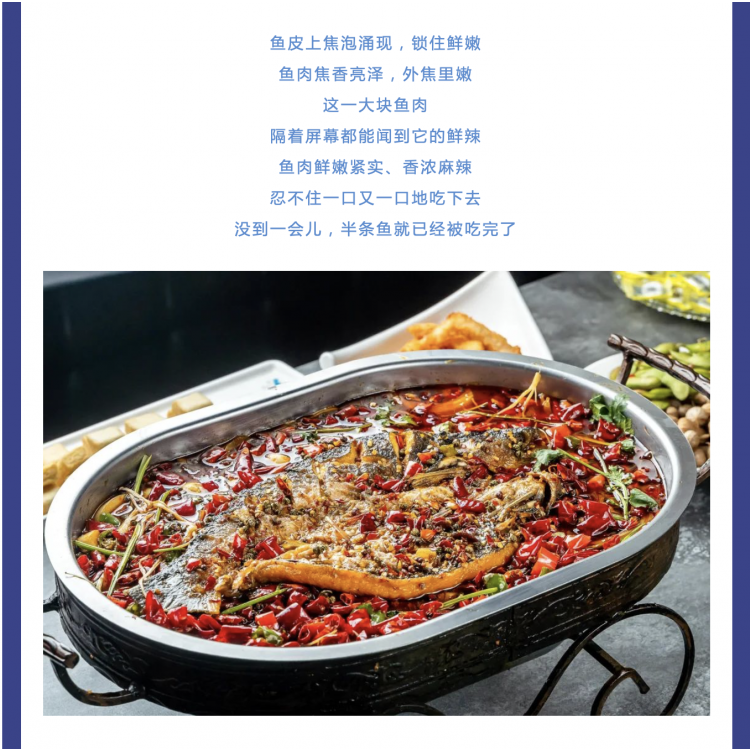 鱼皮上焦泡涌现，锁住鲜嫩
鱼肉焦香亮泽，外焦里嫩
这一大块鱼肉
隔着屏幕都能闻到它的鲜辣
鱼肉鲜嫩紧实、香浓麻辣
忍不住一口又一口地吃下去
没到一会儿，半条鱼就已经被吃完了